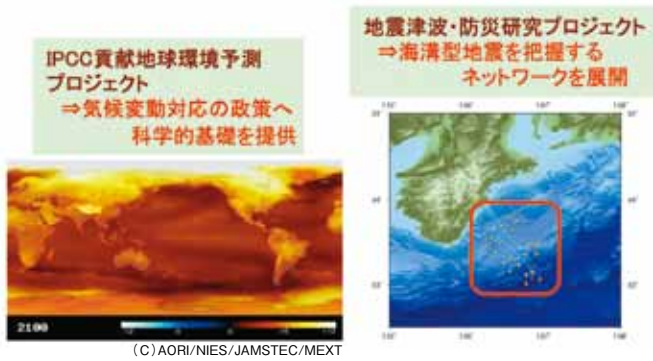 IPCC貢献地球環境予測
プロジェクト
⇒気候変動対応の政策へ
科学的基礎を提供
2100
(C)AORI/NIES/JAMSTEC/MEXT
地震津波・防災研究プロジェクト
⇒海溝型地震を把握する
ネットワークを展開